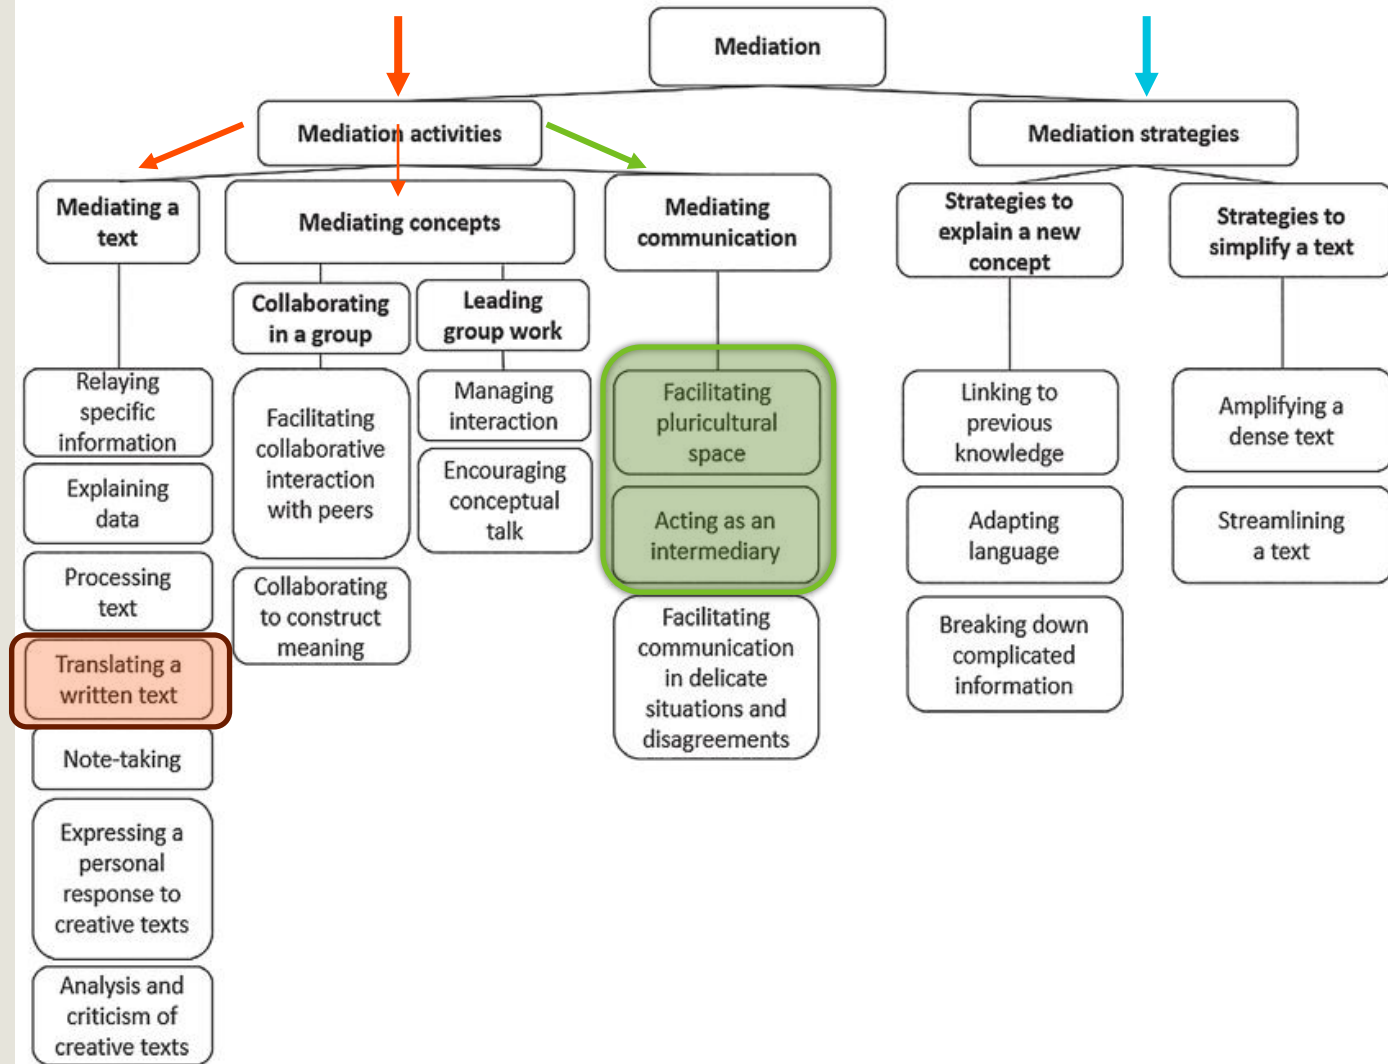 Mediation
Mediation activities
Mediation strategies
Mediating a
text
Mediating concepts
Mediating
communication
Strategies to
explain a new
concept
Strategies to
simplify a text
Collaborating
in a group
Leading
group work
Relaying
specific
information
Explaining
data
Processing
text
Translating a
written text
Note-taking
Expressing a
personal
response to
creative texts
Analysis and
criticism of
creative texts
Facilitating
collaborative
interaction
with peers
Collaborating
to construct
meaning
Managing
interaction
Encouraging
conceptual
talk
Facilitating
pluricultural
space
Acting as an
intermediary
Facilitating
communication
in delicate
situations and
disagreements
Linking to
previous
knowledge
Adapting
language
Breaking down
complicated
information
Amplifying a
dense text
Streamlining
a text